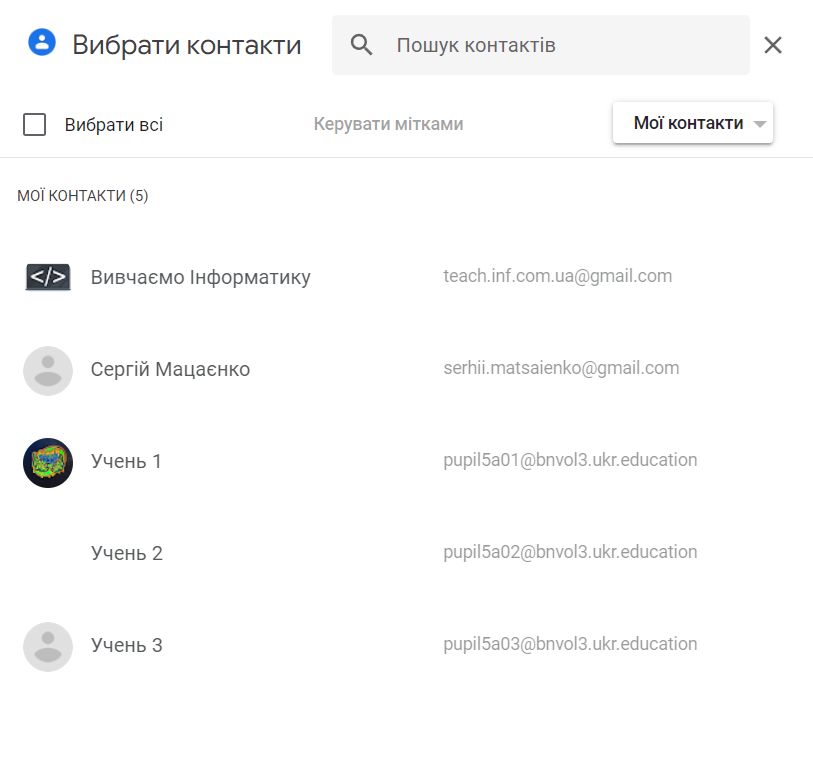 Вибрати контакти
Пошук контактів
Вибрати всі
Керувати мітками
Мої контакти
МОЇ КОНТАКТИ (5)
</> Вивчаємо Інформатику teach.inf.com.ua@gmail.com
Сергій Мацаєнко serhii.matsaienko@gmail.com
Учень 1 pupil5a01@bnvol3.ukr.education
Учень 2 pupil5a02@bnvol3.ukr.education
Учень 3 pupil5a03@bnvol3.ukr.education